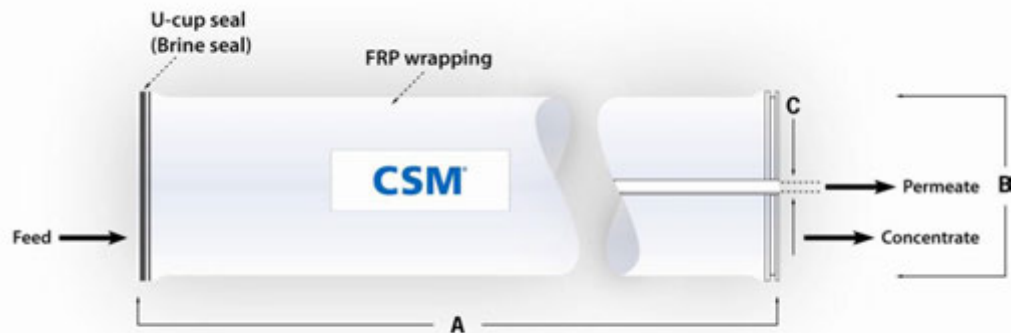 U-cup seal
(Brine seal)
FRP wrapping
C
CSM
Permeate
B
Feed
Concentrate
A